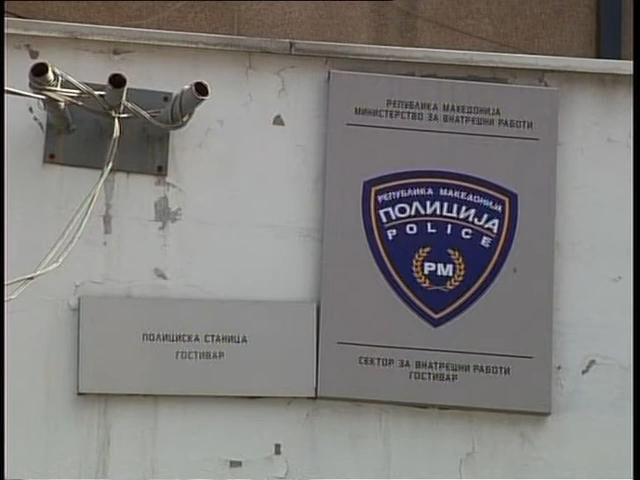 РЕПУБЛИКА МАКЕДОНИЈА
МИНИСТЕРСТВО ЗА ВНАТРЕШНИ РАБОТИ
РЕПУБЛИКА МАКЕДОНИЈА
ПОЛИЦИЈА
POLICE
РМ
СЕКТОР ЗА ВНАТРЕШНИ РАБОТИ
ГОСТИВАР
ПОЛИЦИСКА СТАНИЦА
ГОСТИВАР